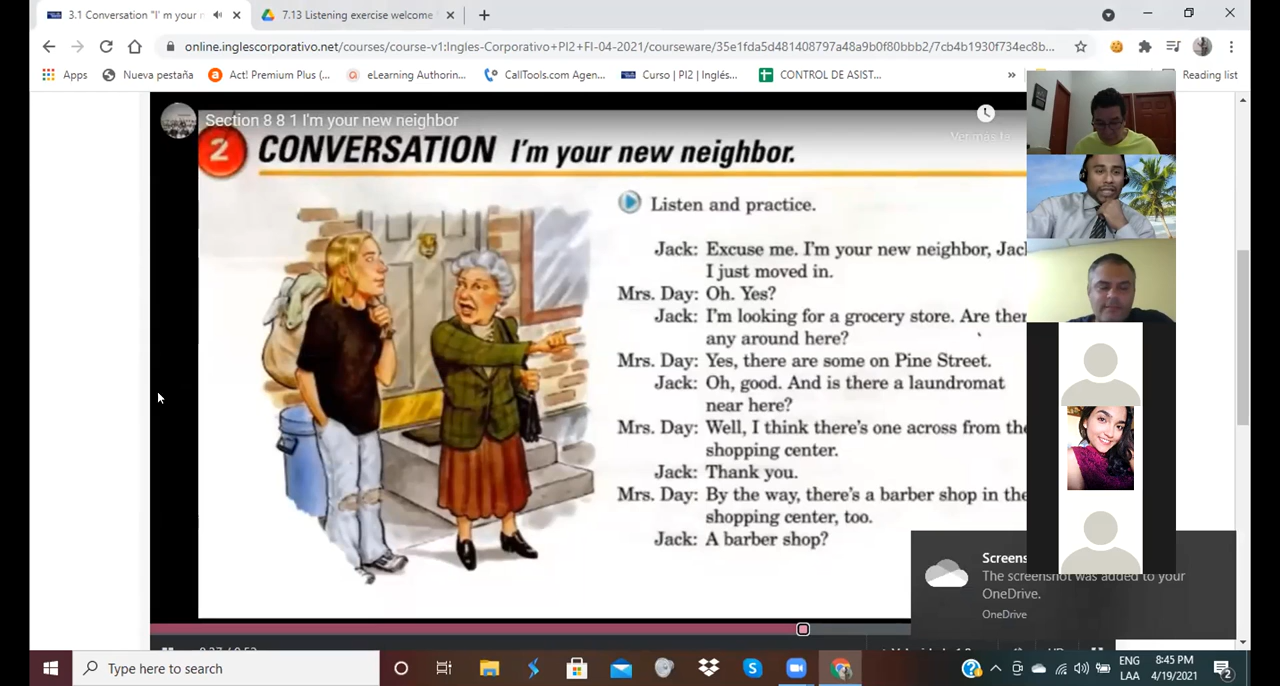 3.1 Conversation "I' m your n
7.13 Listening exercise welcome
online.inglescorporativo.net/courses/course-v1:Ingles-Corporativo+PI2+FI-04-2021/courseware/35e1fda5d481408797a48a9b0f80bbb2/7cb4b1930f734ec8b...
Apps
Nueva pestaña
Act! Premium Plus (...
eLearning Authorin...
CallTools.com Agen...
Curso | PI2 | Inglés...
CONTROL DE ASIST...
»
Reading list
Section 8 8 1 I'm your new neighbor
Ver más ta
2 CONVERSATION I'm your new neighbor.
Listen and practice.
Jack: Excuse me. I'm your new neighbor, Jac
I just moved in.
Mrs. Day: Oh. Yes?
Jack: I'm looking for a grocery store. Are ther
any around here?
Mrs. Day: Yes, there are some on Pine Street.
Jack: Oh, good. And is there a laundromat
near here?
Mrs. Day: Well, I think there's one across from the
shopping center.
Jack: Thank you.
Mrs. Day: By the way, there's a barber shop in the
shopping center, too.
Jack: A barber shop?
Screens
The screenshot was added to your
OneDrive.
OneDrive
Type here to search
ENG
LAA
8:45 PM
4/19/2021
2